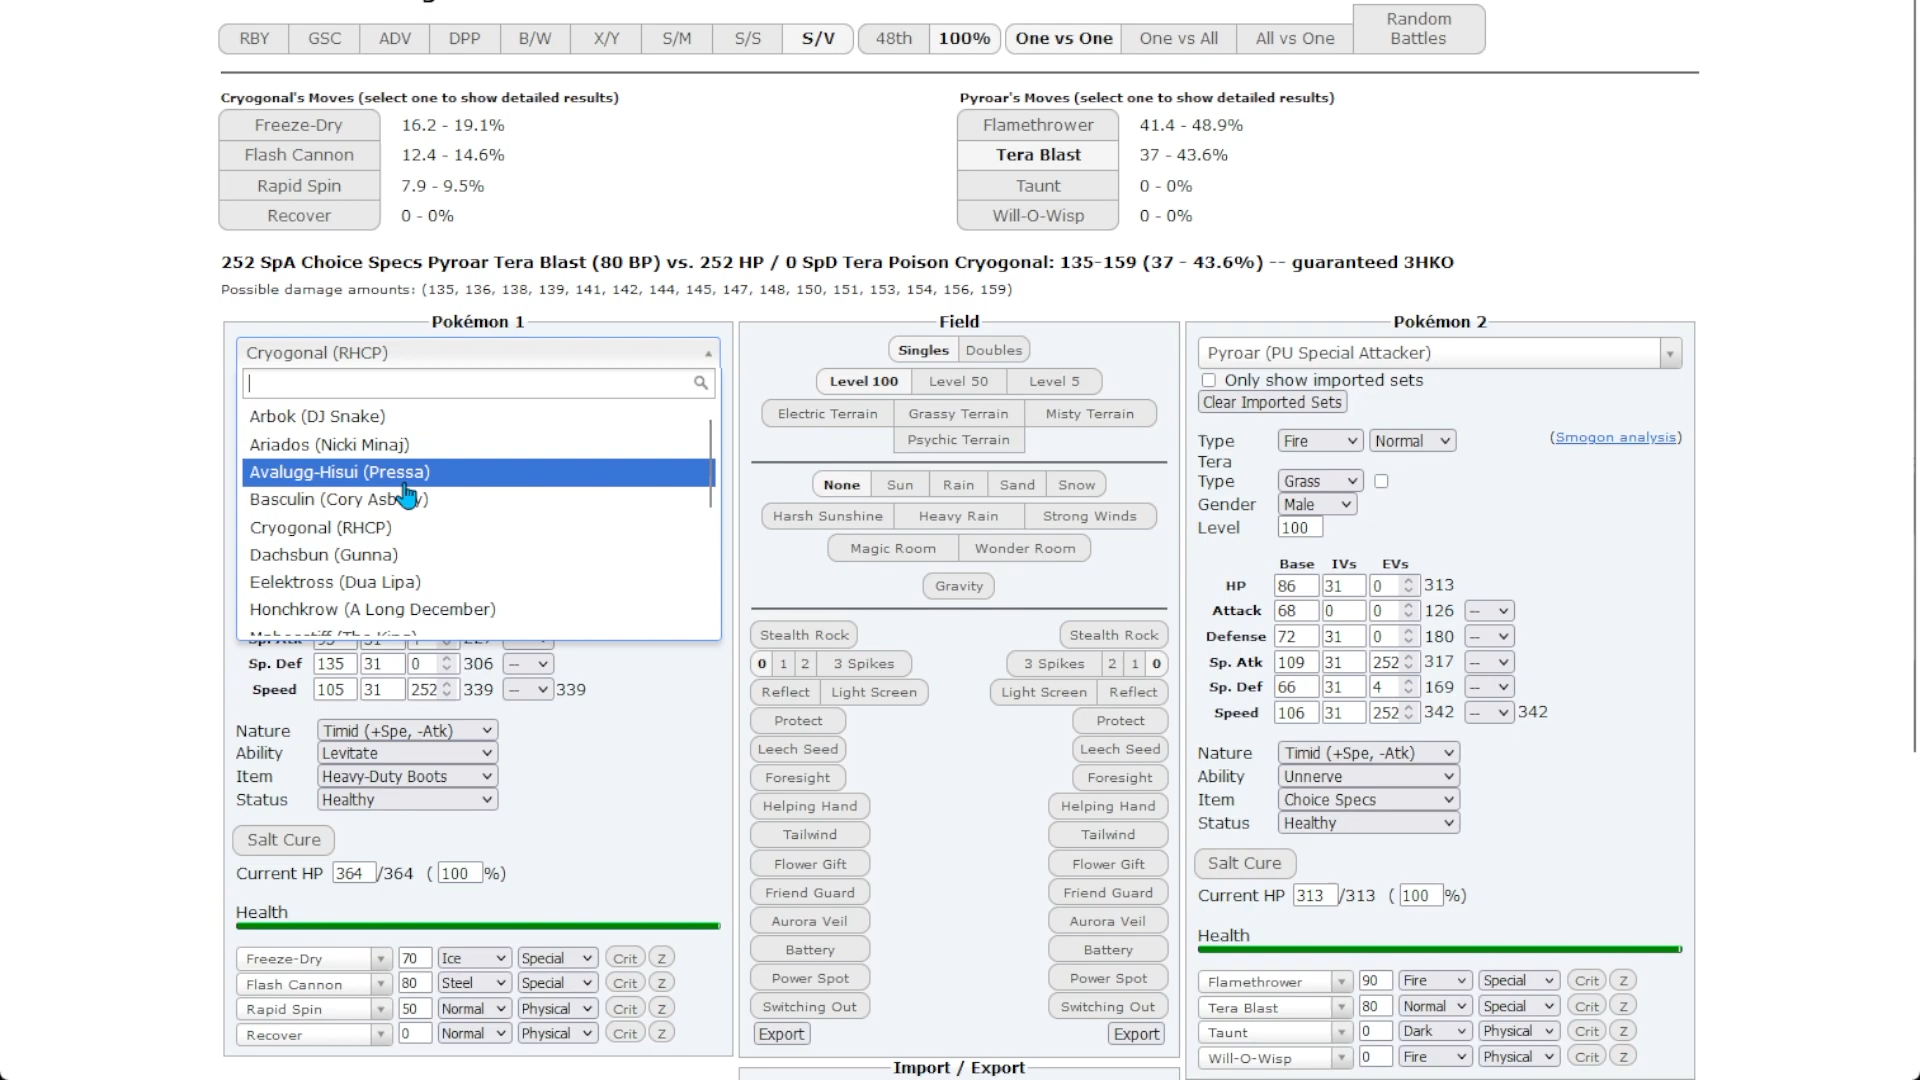 RBY GSC ADV DPP B/W X/Y S/M S/S S/V 48th 100% One vs One One vs All All vs One Random Battles
Cryogonal's Moves (select one to show detailed results)
Freeze-Dry 16.2 - 19.1%
Flash Cannon 12.4 - 14.6%
Rapid Spin 7.9 - 9.5%
Recover 0 - 0%
Pyroar's Moves (select one to show detailed results)
Flamethrower 41.4 - 48.9%
Tera Blast 37 - 43.6%
Taunt 0 - 0%
Will-O-Wisp 0 - 0%
252 SpA Choice Specs Pyroar Tera Blast (80 BP) vs. 252 HP / 0 SpD Tera Poison Cryogonal: 135-159 (37 - 43.6%) -- guaranteed 3HKO
Possible damage amounts: (135, 136, 138, 139, 141, 142, 144, 145, 147, 148, 150, 151, 153, 154, 156, 159)
Pokémon 1
Cryogonal (RHCP)
Arbok (DJ Snake)
Ariados (Nicki Minaj)
Avalugg-Hisui (Pressa)
Basculin (Cory
Cryogonal (RHCP)
Dachsbun (Gunna)
Eelektross (Dua Lipa)
Honchkrow (A Long December)
Sp. Def 135 31 0 306 --
Speed 105 31 252 339 -- 339
Nature Timid (+Spe, -Atk)
Ability Levitate
Item Heavy-Duty Boots
Status Healthy
Salt Cure
Current HP 364 /364 ( 100 %)
Health
Freeze-Dry 70 Ice Special Crit Z
Flash Cannon 80 Steel Special Crit Z
Rapid Spin 50 Normal Physical Crit Z
Recover 0 Normal Physical Crit Z
Field
Singles Doubles
Level 100 Level 50 Level 5
Electric Terrain Grassy Terrain Misty Terrain
Psychic Terrain
None Sun Rain Sand Snow
Harsh Sunshine Heavy Rain Strong Winds
Magic Room Wonder Room
Gravity
Stealth Rock Stealth Rock
0 1 2 3 Spikes 3 Spikes 2 1 0
Reflect Light Screen Light Screen Reflect
Protect Protect
Leech Seed Leech Seed
Foresight Foresight
Helping Hand Helping Hand
Tailwind Tailwind
Flower Gift Flower Gift
Friend Guard Friend Guard
Aurora Veil Aurora Veil
Battery Battery
Power Spot Power Spot
Switching Out Switching Out
Export Export
Import / Export
Pokémon 2
Pyroar (PU Special Attacker)
Only show imported sets
Clear Imported Sets
Type Fire Normal (Smogon analysis)
Tera
Type Grass
Gender Male
Level 100
Base IVs EVs
HP 86 31 0 313
Attack 68 0 0 126 --
Defense 72 31 0 180 --
Sp. Atk 109 31 252 317 --
Sp. Def 66 31 4 169 --
Speed 106 31 252 342 -- 342
Nature Timid (+Spe, -Atk)
Ability Unnerve
Item Choice Specs
Status Healthy
Salt Cure
Current HP 313 /313 ( 100 %)
Health
Flamethrower 90 Fire Special Crit Z
Tera Blast 80 Normal Special Crit Z
Taunt 0 Dark Physical Crit Z
Will-O-Wisp 0 Fire Physical Crit Z